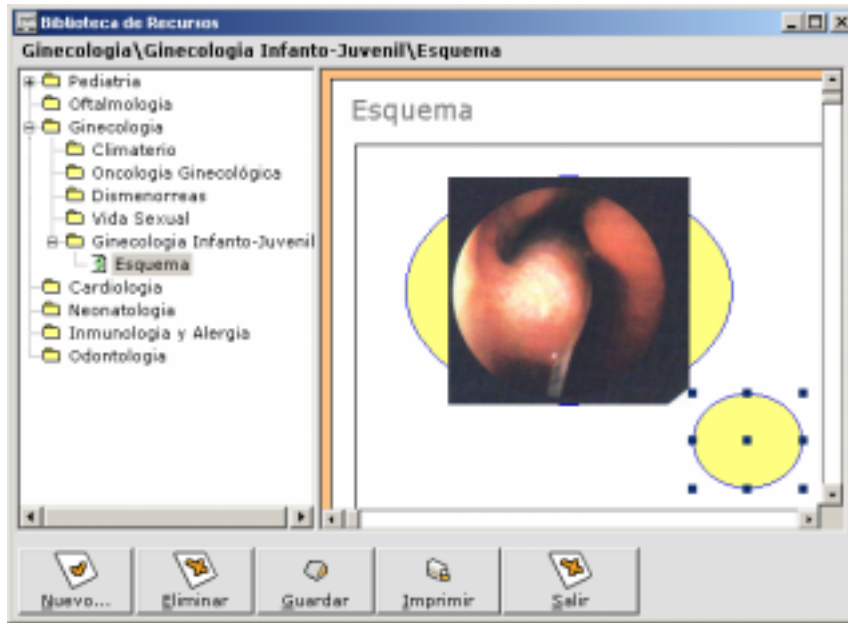 Biblioteca de Recursos
Ginecologia\Ginecologia Infanto-Juvenil\Esquema
Pediatria
Oftalmologia
Ginecologia
Climaterio
Oncologia Ginecológica
Dismenorreas
Vida Sexual
Ginecologia Infanto-Juvenil
Esquema
Cardiologia
Neonatologia
Inmunologia y Alergia
Odontologia
Esquema
Nuevo...
Eliminar
Guardar
Imprimir
Salir